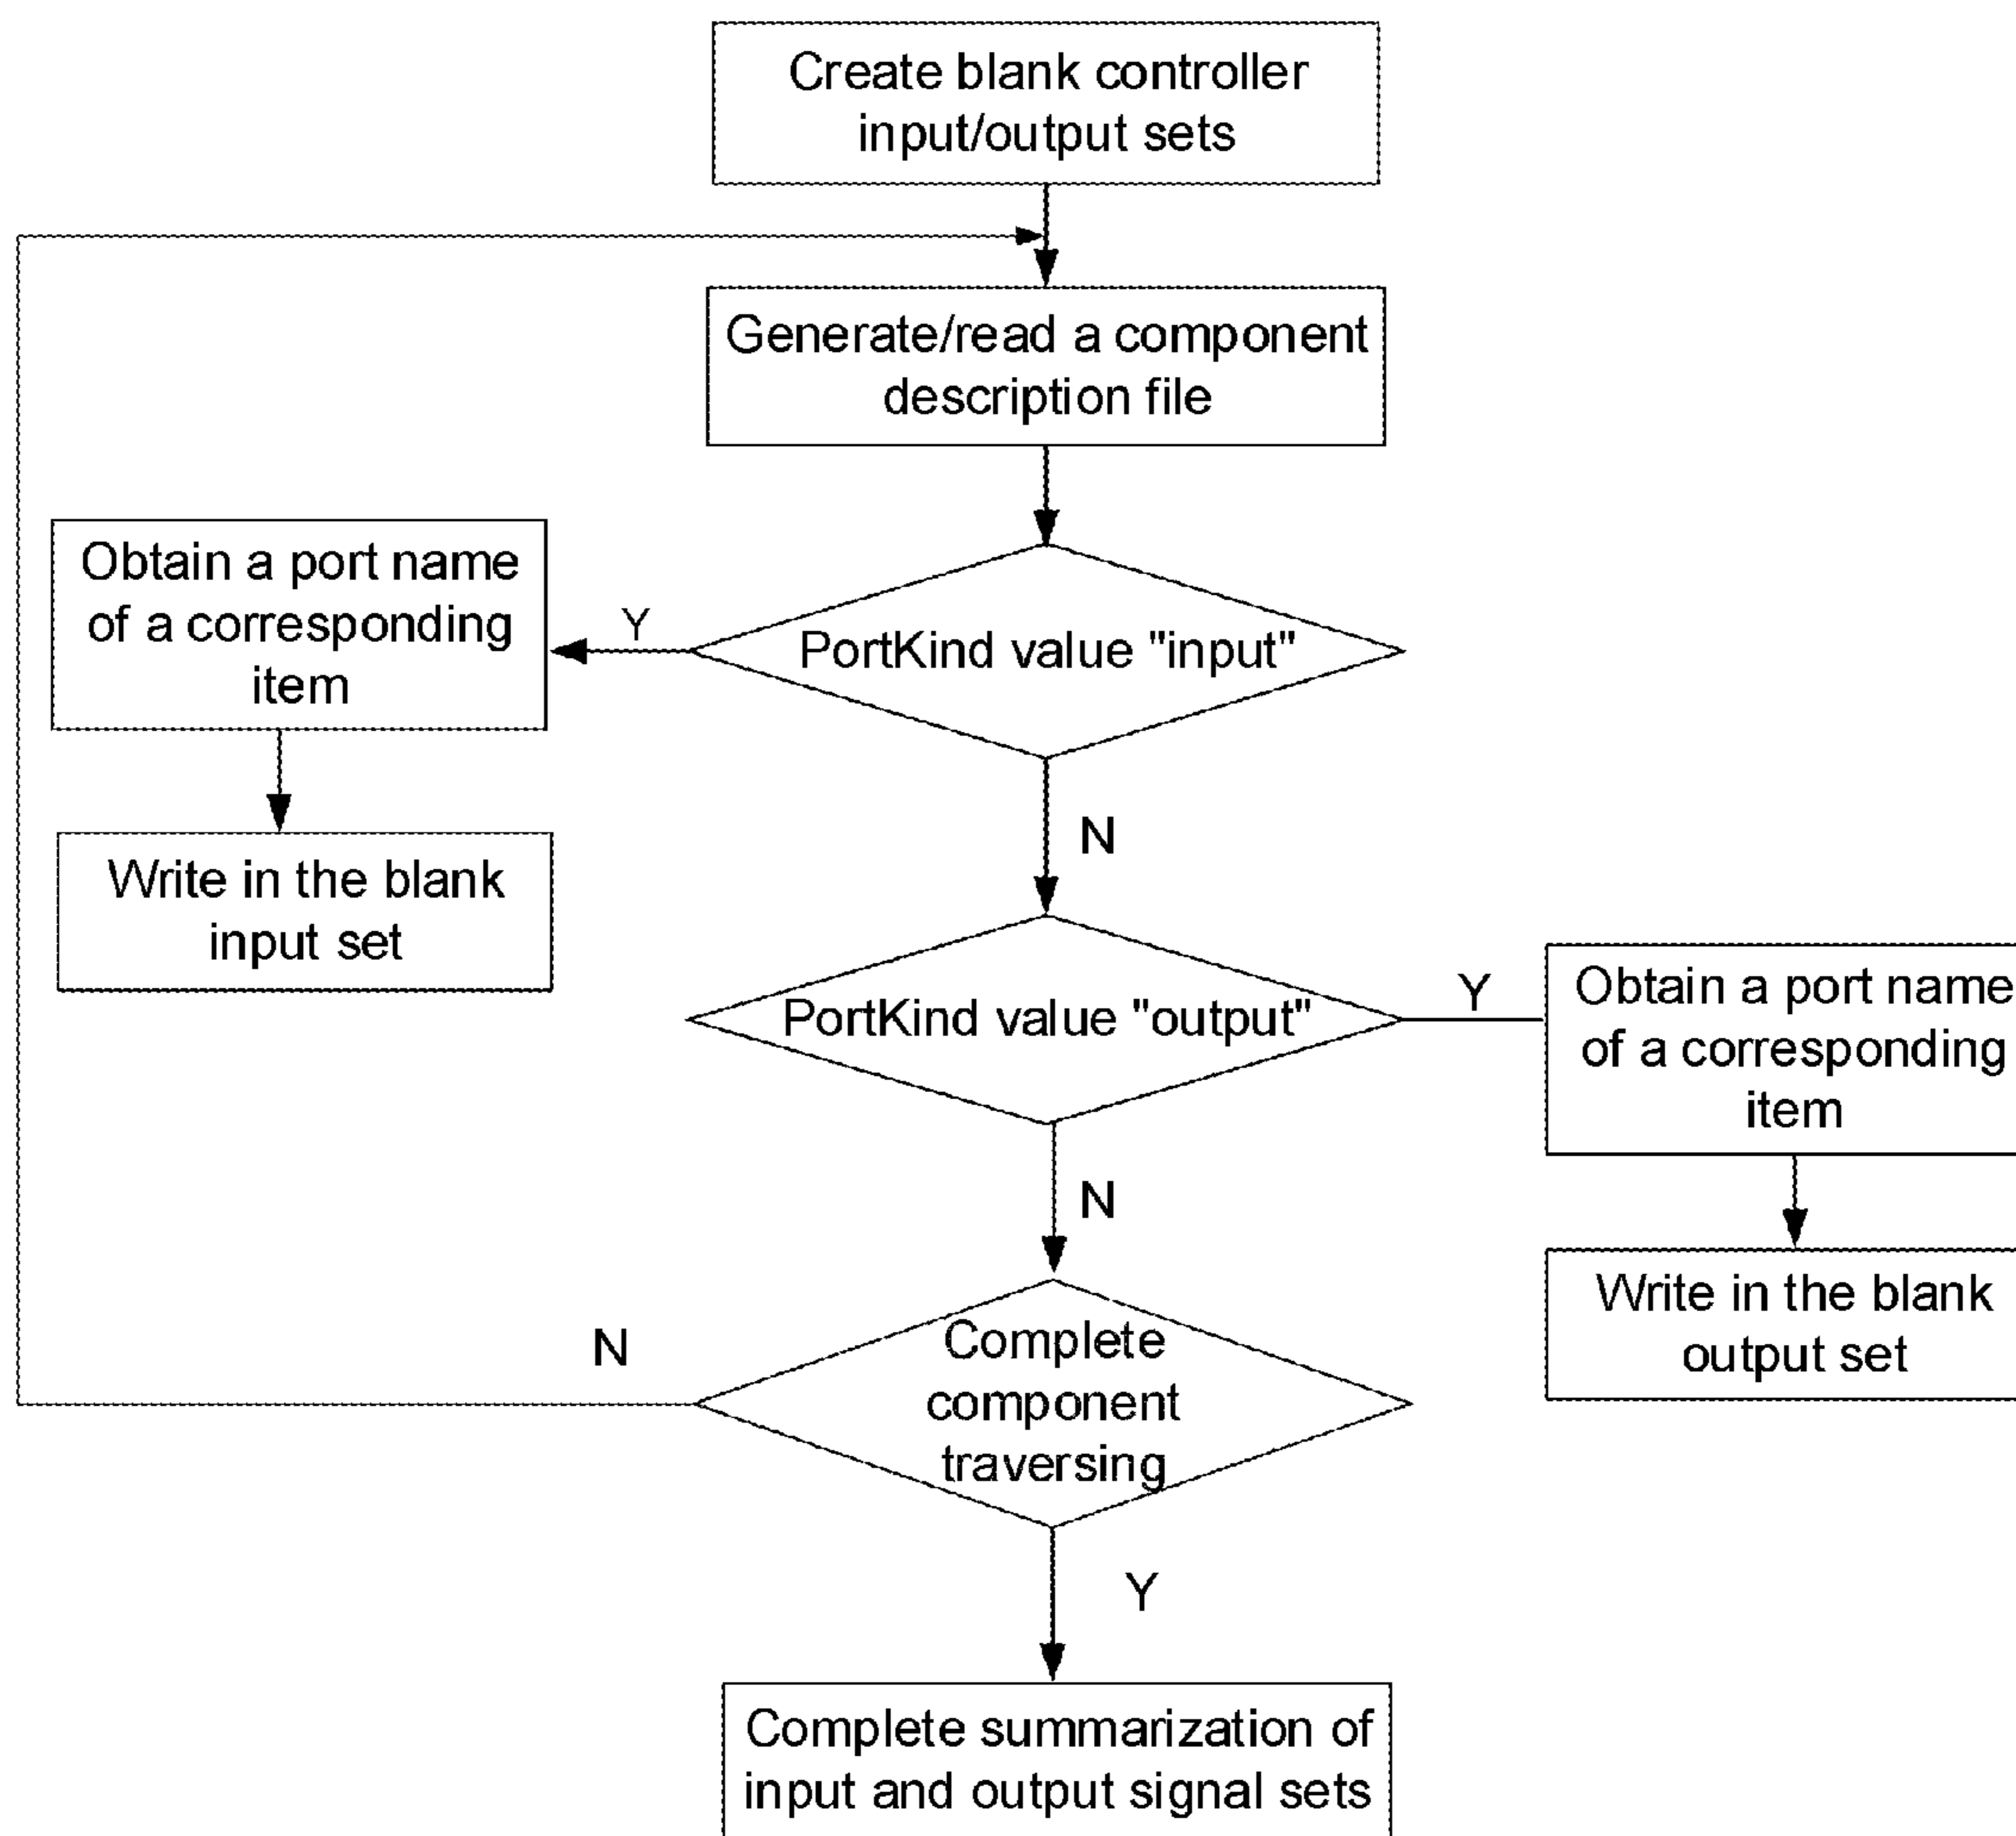 Create blank controller
input/output sets
Generate/read a component
description file
Obtain a port name
of a corresponding
item
Y
PortKind value "input"
N
Write in the blank
input set
PortKind value "output"
Y
Obtain a port name
of a corresponding
item
N
Write in the blank
output set
N
Complete
component
traversing
Y
Complete summarization of
input and output signal sets